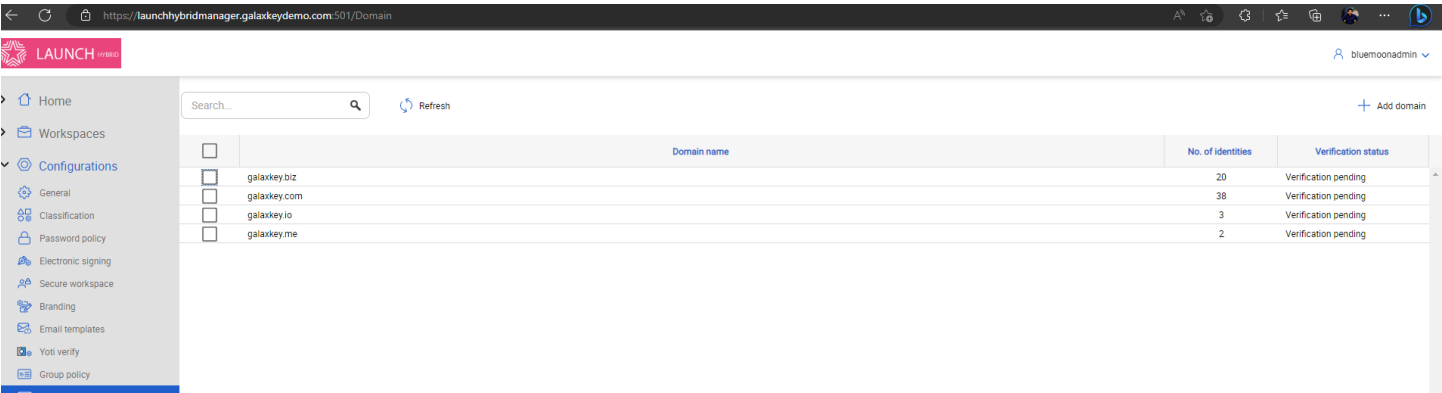 https://launchhybridmanager.galaxkeydemo.com:501/Domain
LAUNCH HYBRID
bluemoonadmin
Home
Workspaces
Configurations
General
Classification
Password policy
Electronic signing
Secure workspace
Branding
Email templates
Yoti verify
Group policy
Search...
Refresh
Add domain
Domain name No. of identities Verification status
galaxkey.biz 20 Verification pending
galaxkey.com 38 Verification pending
galaxkey.io 3 Verification pending
galaxkey.me 2 Verification pending